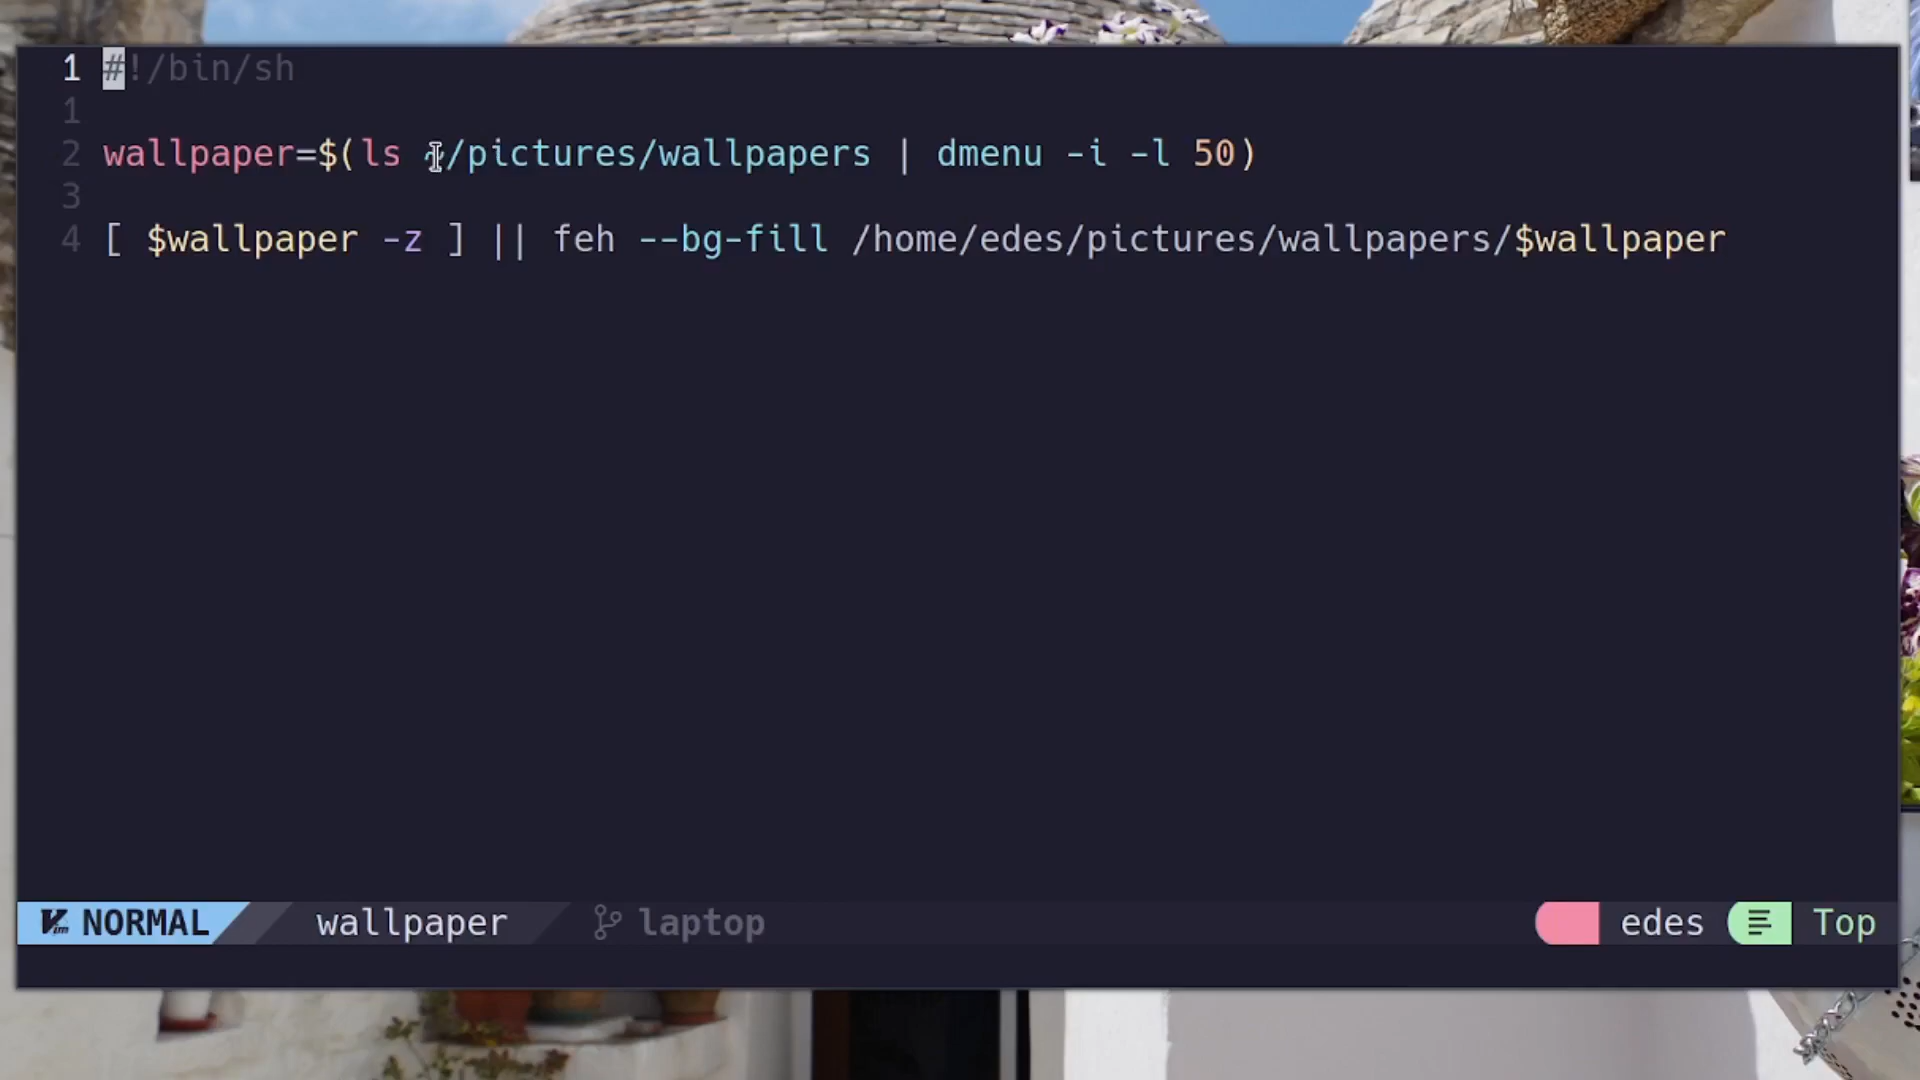 1 #!/bin/sh
1
2 wallpaper=$(ls ~/pictures/wallpapers | dmenu -i -l 50)
3
4 [ $wallpaper -z ] || feh --bg-fill /home/edes/pictures/wallpapers/$wallpaper
NORMAL wallpaper laptop edes Top